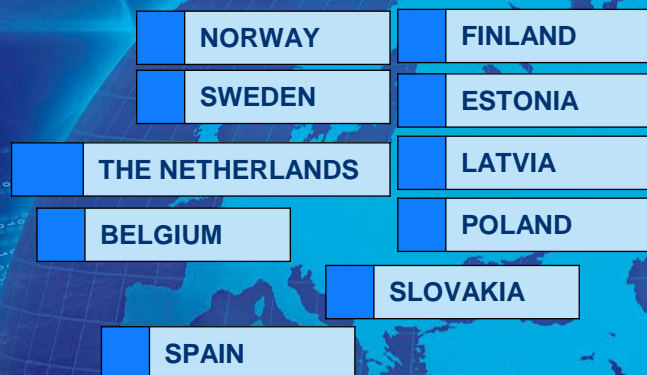 NORWAY
FINLAND
SWEDEN
ESTONIA
THE NETHERLANDS
LATVIA
BELGIUM
POLAND
SLOVAKIA
SPAIN